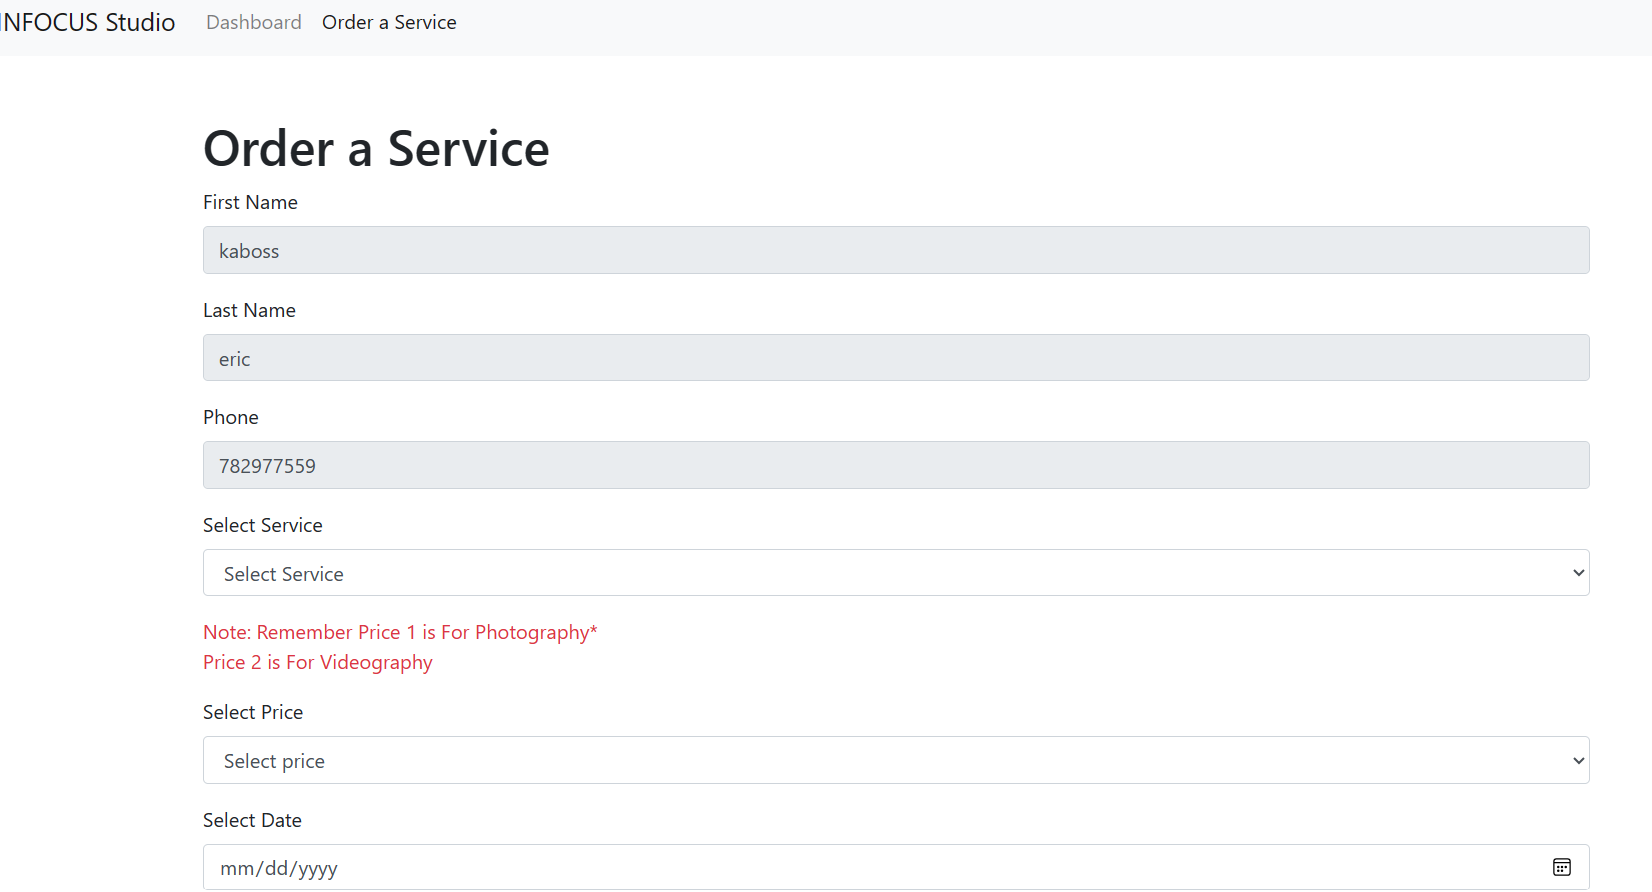 INFOCUS Studio Dashboard Order a Service
Order a Service
First Name
kaboss
Last Name
eric
Phone
782977559
Select Service
Select Service
Note: Remember Price 1 is For Photography*
Price 2 is For Videography
Select Price
Select price
Select Date
mm/dd/yyyy